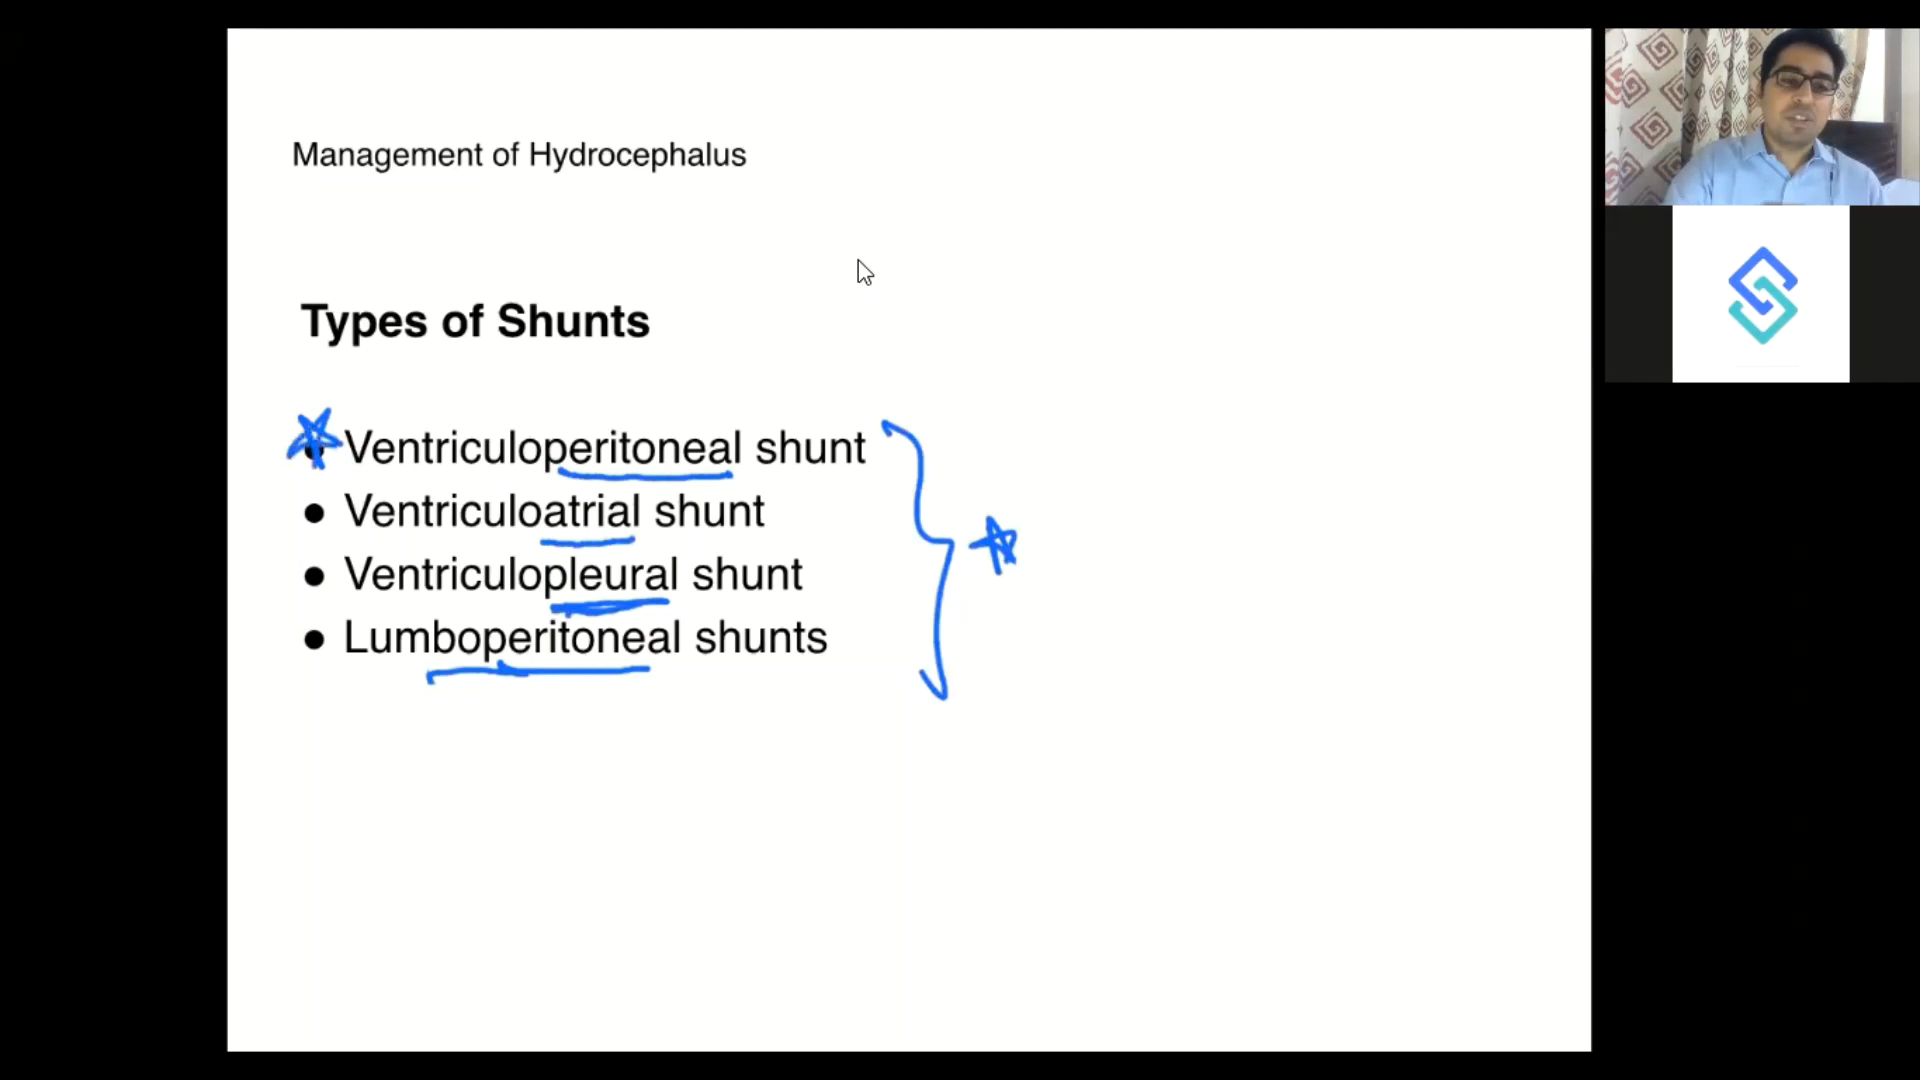 Management of Hydrocephalus
Types of Shunts
● Ventriculoperitoneal shunt
● Ventriculoatrial shunt
● Ventriculopleural shunt
● Lumboperitoneal shunts